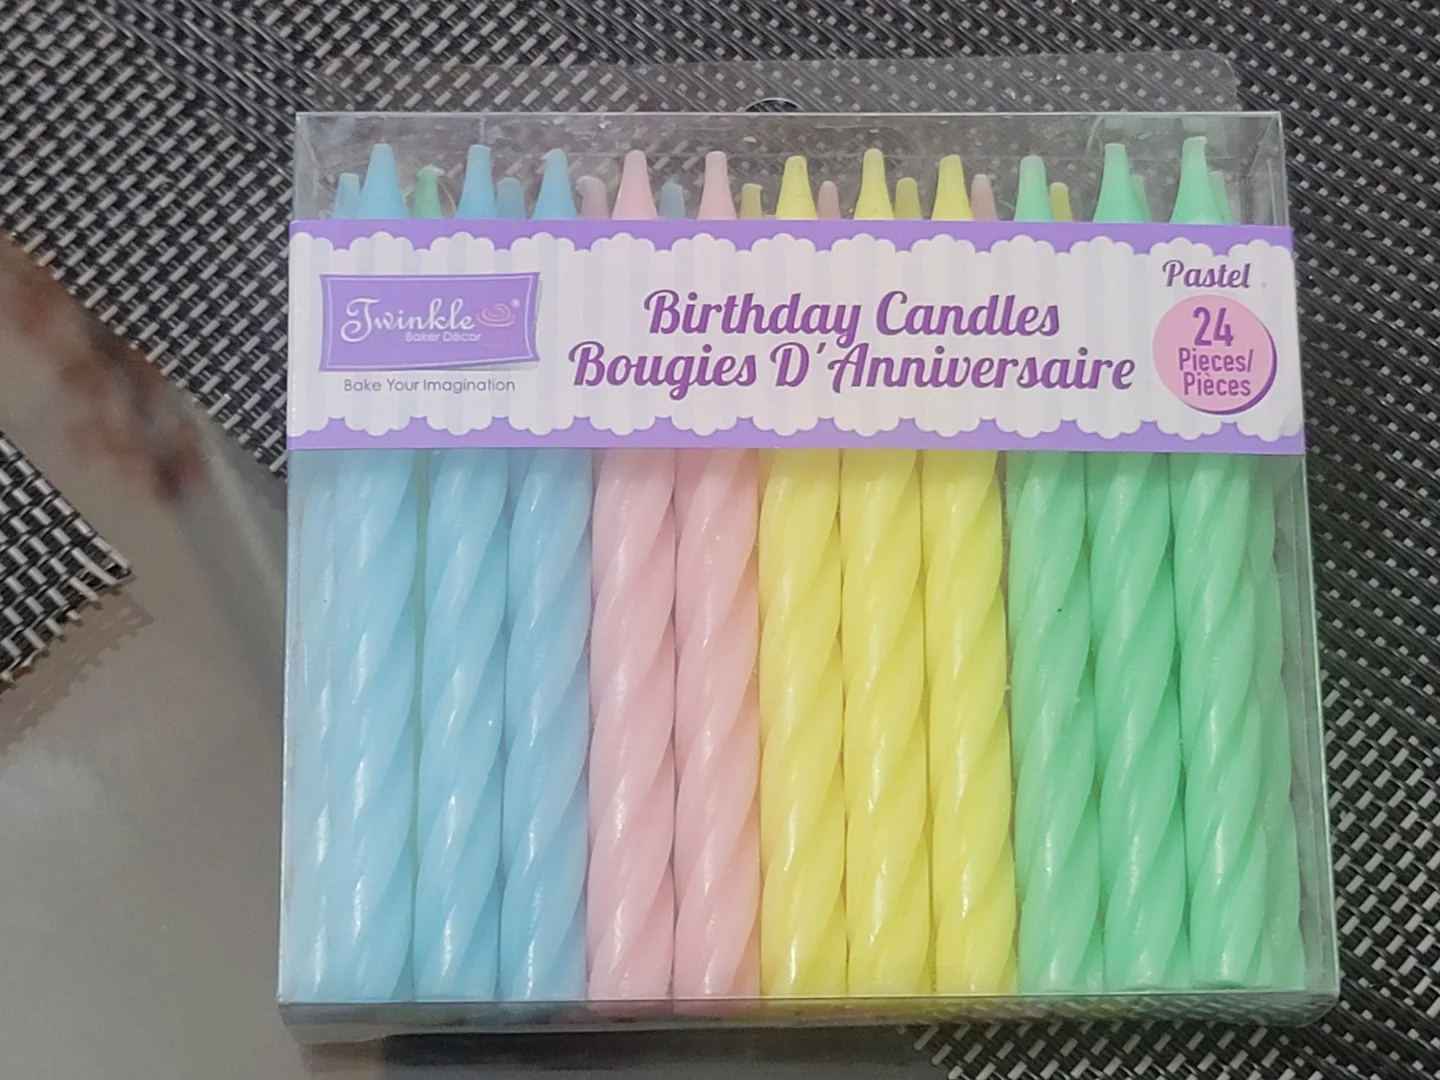 Twinkle®
Baker Décor
Bake Your Imagination
Birthday Candles
Bougies D'Anniversaire
Pastel
24
Pieces/
Pièces